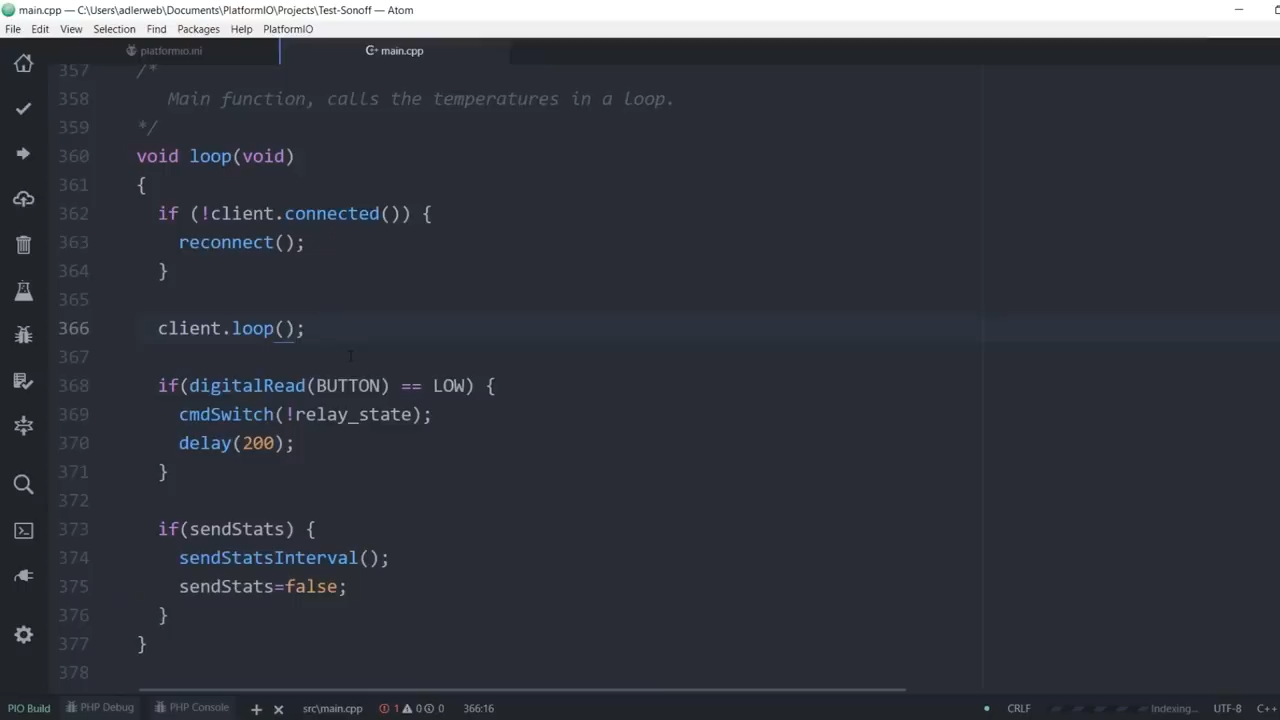 main.cpp — C:\Users\adlerweb\Documents\PlatformIO\Projects\Test-Sonoff — Atom
File Edit View Selection Find Packages Help PlatformIO
platformio.ini main.cpp
357 /*
358 Main function, calls the temperatures in a loop.
359 */
360 void loop(void)
361 {
362 if (!client.connected()) {
363 reconnect();
364 }
365
366 client.loop();
367
368 if(digitalRead(BUTTON) == LOW) {
369 cmdSwitch(!relay_state);
370 delay(200);
371 }
372
373 if(sendStats) {
374 sendStatsInterval();
375 sendStats=false;
376 }
377 }
378
PIO Build PHP Debug PHP Console + × src\main.cpp 1 0 0 366:16 CRLF Indexing... UTF-8 C++